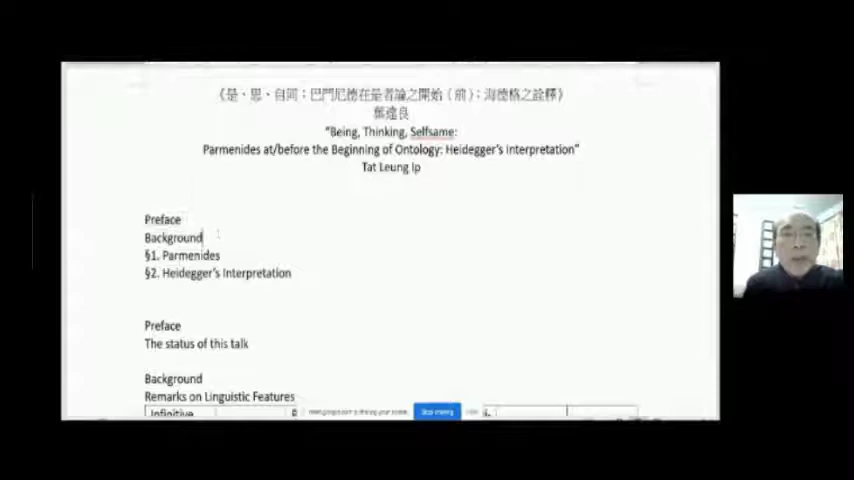 《是、思、自同：巴門尼德在是者論之開始（前）；海德格之詮釋》
葉達良
“Being, Thinking, Selfsame:
Parmenides at/before the Beginning of Ontology: Heidegger's Interpretation”
Tat Leung Ip
Preface
Background
§1. Parmenides
§2. Heidegger's Interpretation
Preface
The status of this talk
Background
Remarks on Linguistic Features
Infinitive
Stop sharing